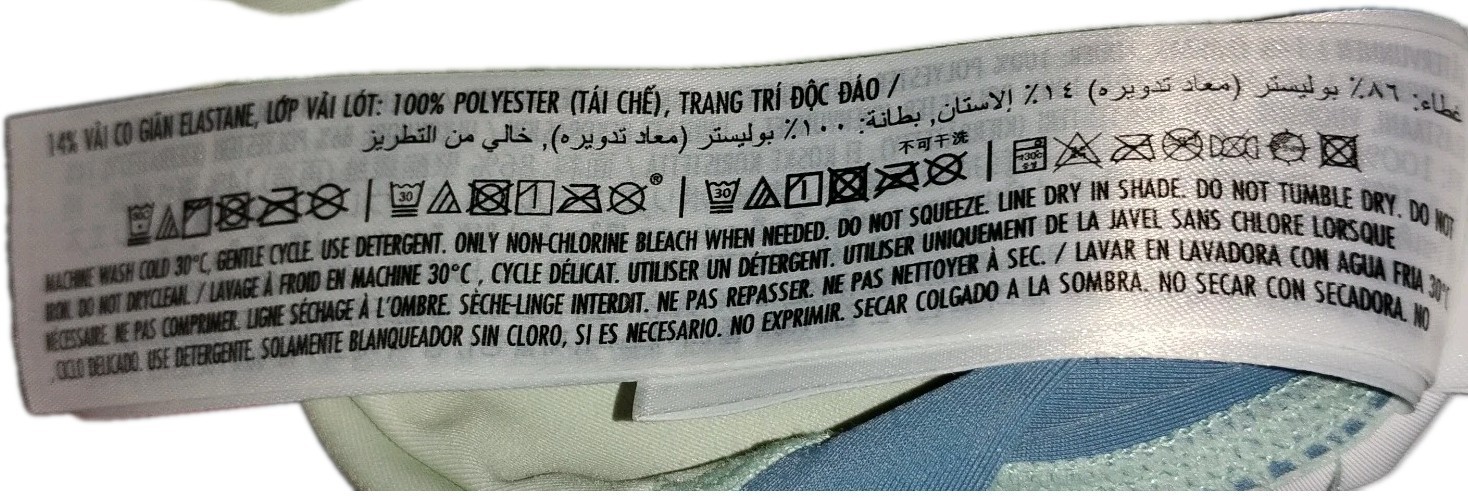 14% VẢI CO GIÃN ELASTANE, LỚP VẢI LÓT: 100% POLYESTER (TÁI CHẾ), TRANG TRÍ ĐỘC ĐÁO / غطاء: ٨٦٪ بوليستر (معاد تدويره) ١٤٪ الاستان,
بطانة: ١٠٠٪ بوليستر (معاد تدويره), خالي من التطريز
不可干洗
30 30 ® 30
MACHINE WASH COLD 30°C, GENTLE CYCLE. USE DETERGENT. ONLY NON-CHLORINE BLEACH WHEN NEEDED. DO NOT SQUEEZE. LINE DRY IN SHADE. DO NOT TUMBLE DRY. DO NOT
IRON. DO NOT DRYCLEAN. / LAVAGE À FROID EN MACHINE 30°C , CYCLE DÉLICAT. UTILISER UN DÉTERGENT. UTILISER UNIQUEMENT DE LA JAVEL SANS CHLORE LORSQUE
NÉCESSAIRE. NE PAS COMPRIMER. LIGNE SÉCHAGE À L'OMBRE. SÈCHE-LINGE INTERDIT. NE PAS REPASSER. NE PAS NETTOYER À SEC. / LAVAR EN LAVADORA CON AGUA FRIA 30°C
, CICLO DELICADO. USE DETERGENTE. SOLAMENTE BLANQUEADOR SIN CLORO, SI ES NECESARIO. NO EXPRIMIR. SECAR COLGADO A LA SOMBRA. NO SECAR CON SECADORA. NO